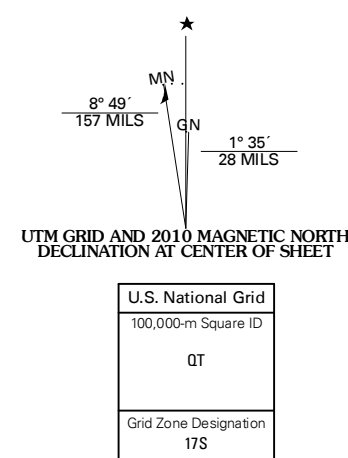 ★
MN
8° 49´
157 MILS
GN
1° 35´
28 MILS
UTM GRID AND 2010 MAGNETIC NORTH
DECLINATION AT CENTER OF SHEET
U.S. National Grid
100,000-m Square ID
QT
Grid Zone Designation
17S